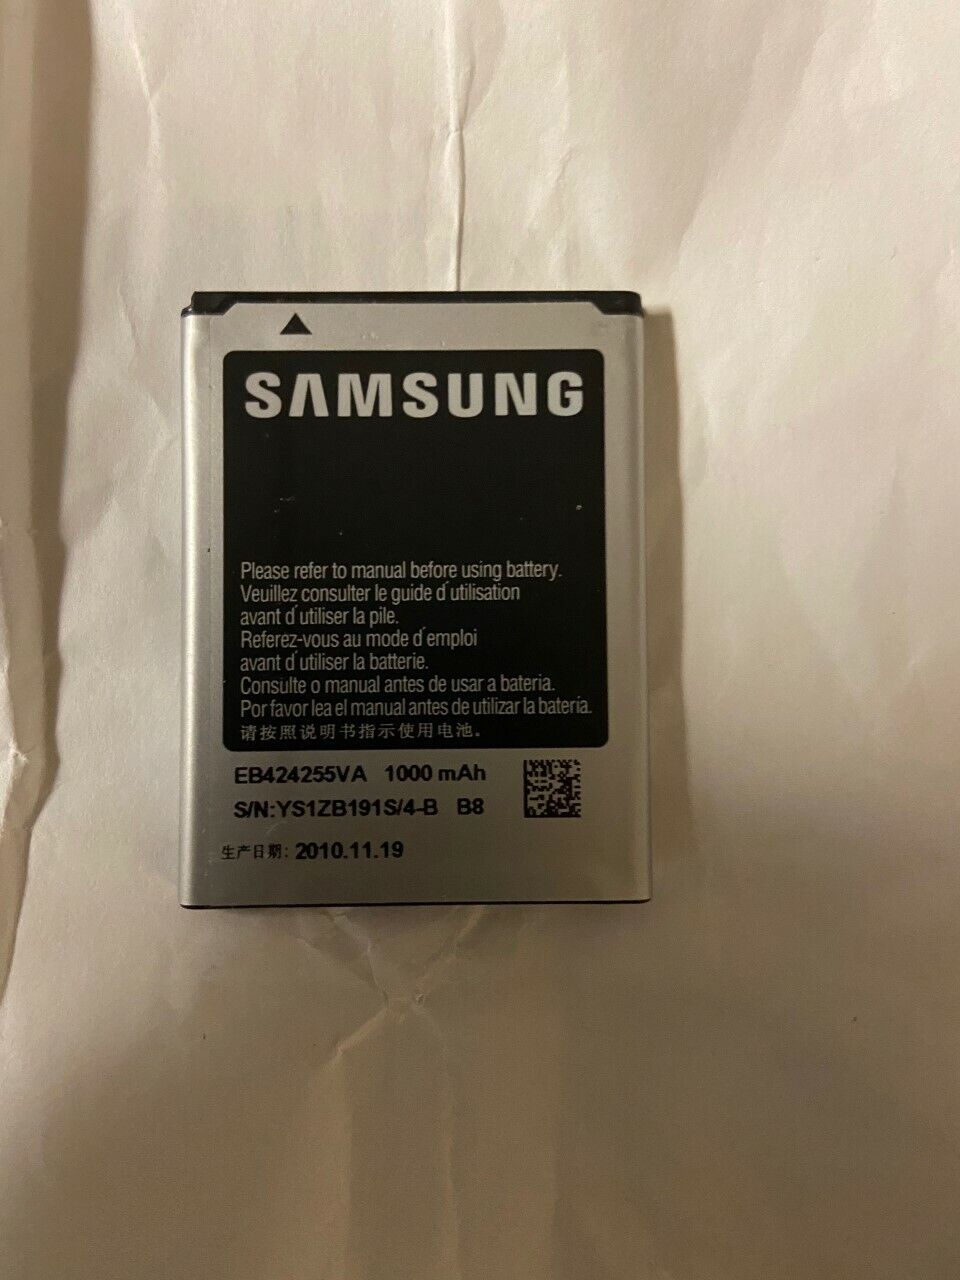 SAMSUNG
Please refer to manual before using battery.
Veuillez consulter le guide d'utilisation
avant d'utiliser la pile.
Referez-vous au mode d'emploi
avant d'utiliser la batterie.
Consulte o manual antes de usar a bateria.
Por favor lea el manual antes de utilizar la bateria.
请按照说明书指示使用电池。
EB424255VA 1000 mAh
S/N:YS1ZB191S/4-B B8
生产日期: 2010.11.19